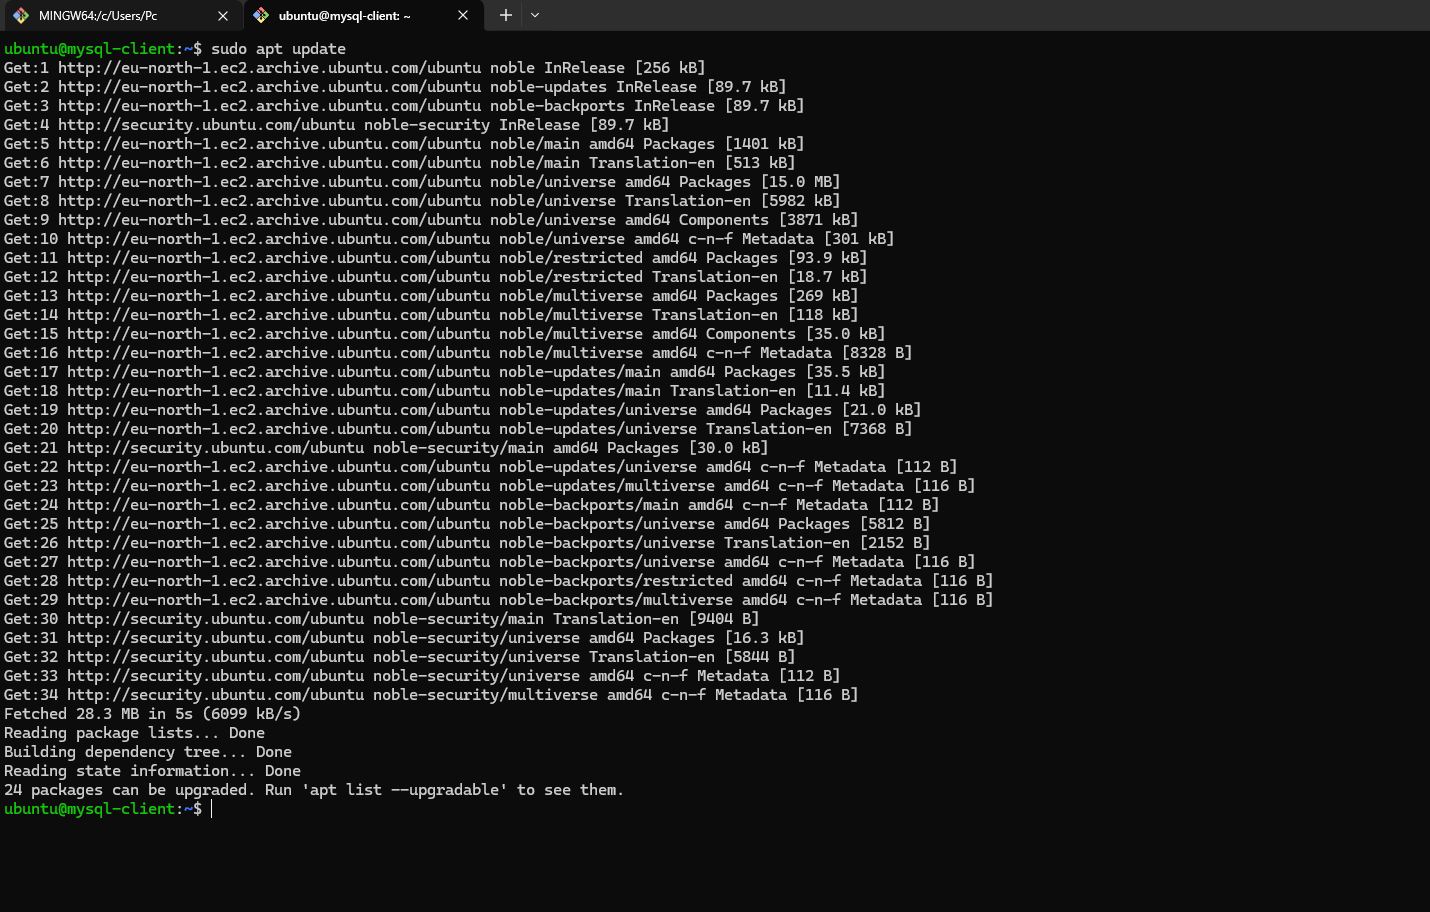 MINGW64:/c/Users/Pc
ubuntu@mysql-client: ~
ubuntu@mysql-client:~$ sudo apt update
Get:1 http://eu-north-1.ec2.archive.ubuntu.com/ubuntu noble InRelease [256 kB]
Get:2 http://eu-north-1.ec2.archive.ubuntu.com/ubuntu noble-updates InRelease [89.7 kB]
Get:3 http://eu-north-1.ec2.archive.ubuntu.com/ubuntu noble-backports InRelease [89.7 kB]
Get:4 http://security.ubuntu.com/ubuntu noble-security InRelease [89.7 kB]
Get:5 http://eu-north-1.ec2.archive.ubuntu.com/ubuntu noble/main amd64 Packages [1401 kB]
Get:6 http://eu-north-1.ec2.archive.ubuntu.com/ubuntu noble/main Translation-en [513 kB]
Get:7 http://eu-north-1.ec2.archive.ubuntu.com/ubuntu noble/universe amd64 Packages [15.0 MB]
Get:8 http://eu-north-1.ec2.archive.ubuntu.com/ubuntu noble/universe Translation-en [5982 kB]
Get:9 http://eu-north-1.ec2.archive.ubuntu.com/ubuntu noble/universe amd64 Components [3871 kB]
Get:10 http://eu-north-1.ec2.archive.ubuntu.com/ubuntu noble/universe amd64 c-n-f Metadata [301 kB]
Get:11 http://eu-north-1.ec2.archive.ubuntu.com/ubuntu noble/restricted amd64 Packages [93.9 kB]
Get:12 http://eu-north-1.ec2.archive.ubuntu.com/ubuntu noble/restricted Translation-en [18.7 kB]
Get:13 http://eu-north-1.ec2.archive.ubuntu.com/ubuntu noble/multiverse amd64 Packages [269 kB]
Get:14 http://eu-north-1.ec2.archive.ubuntu.com/ubuntu noble/multiverse Translation-en [118 kB]
Get:15 http://eu-north-1.ec2.archive.ubuntu.com/ubuntu noble/multiverse amd64 Components [35.0 kB]
Get:16 http://eu-north-1.ec2.archive.ubuntu.com/ubuntu noble/multiverse amd64 c-n-f Metadata [8328 B]
Get:17 http://eu-north-1.ec2.archive.ubuntu.com/ubuntu noble-updates/main amd64 Packages [35.5 kB]
Get:18 http://eu-north-1.ec2.archive.ubuntu.com/ubuntu noble-updates/main Translation-en [11.4 kB]
Get:19 http://eu-north-1.ec2.archive.ubuntu.com/ubuntu noble-updates/universe amd64 Packages [21.0 kB]
Get:20 http://eu-north-1.ec2.archive.ubuntu.com/ubuntu noble-updates/universe Translation-en [7368 B]
Get:21 http://security.ubuntu.com/ubuntu noble-security/main amd64 Packages [30.0 kB]
Get:22 http://eu-north-1.ec2.archive.ubuntu.com/ubuntu noble-updates/universe amd64 c-n-f Metadata [112 B]
Get:23 http://eu-north-1.ec2.archive.ubuntu.com/ubuntu noble-updates/multiverse amd64 c-n-f Metadata [116 B]
Get:24 http://eu-north-1.ec2.archive.ubuntu.com/ubuntu noble-backports/main amd64 c-n-f Metadata [112 B]
Get:25 http://eu-north-1.ec2.archive.ubuntu.com/ubuntu noble-backports/universe amd64 Packages [5812 B]
Get:26 http://eu-north-1.ec2.archive.ubuntu.com/ubuntu noble-backports/universe Translation-en [2152 B]
Get:27 http://eu-north-1.ec2.archive.ubuntu.com/ubuntu noble-backports/universe amd64 c-n-f Metadata [116 B]
Get:28 http://eu-north-1.ec2.archive.ubuntu.com/ubuntu noble-backports/restricted amd64 c-n-f Metadata [116 B]
Get:29 http://eu-north-1.ec2.archive.ubuntu.com/ubuntu noble-backports/multiverse amd64 c-n-f Metadata [116 B]
Get:30 http://security.ubuntu.com/ubuntu noble-security/main Translation-en [9404 B]
Get:31 http://security.ubuntu.com/ubuntu noble-security/universe amd64 Packages [16.3 kB]
Get:32 http://security.ubuntu.com/ubuntu noble-security/universe Translation-en [5844 B]
Get:33 http://security.ubuntu.com/ubuntu noble-security/universe amd64 c-n-f Metadata [112 B]
Get:34 http://security.ubuntu.com/ubuntu noble-security/multiverse amd64 c-n-f Metadata [116 B]
Fetched 28.3 MB in 5s (6099 kB/s)
Reading package lists... Done
Building dependency tree... Done
Reading state information... Done
24 packages can be upgraded. Run 'apt list --upgradable' to see them.
ubuntu@mysql-client:~$